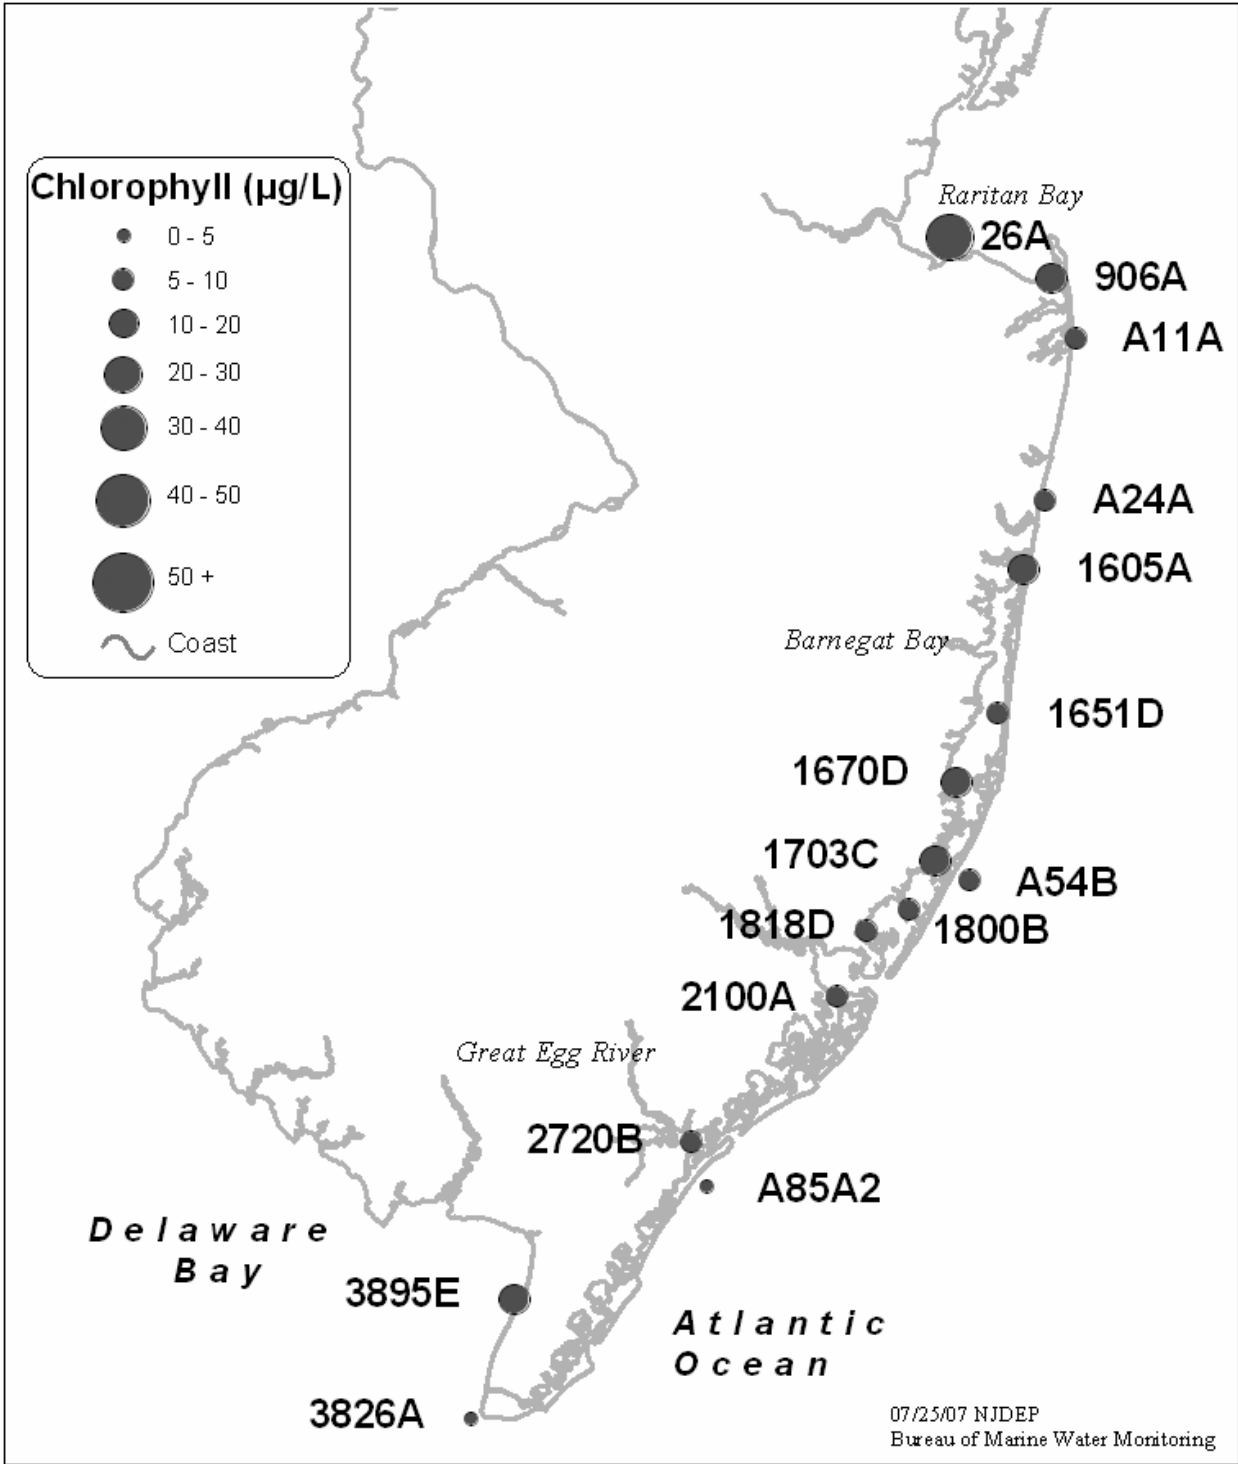 Chlorophyll (µg/L)
0 - 5
5 - 10
10 - 20
20 - 30
30 - 40
40 - 50
50 +
Coast
Raritan Bay
26A
906A
A11A
A24A
1605A
Barnegat Bay
1651D
1670D
1703C
A54B
1818D
1800B
2100A
Great Egg River
2720B
A85A2
Delaware
Bay
3895E
Atlantic
Ocean
3826A
07/25/07 NJDEP
Bureau of Marine Water Monitoring